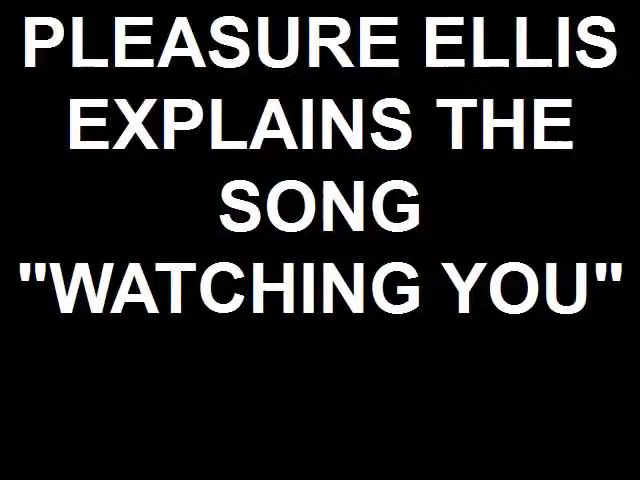 PLEASURE ELLIS
EXPLAINS THE
SONG
"WATCHING YOU"